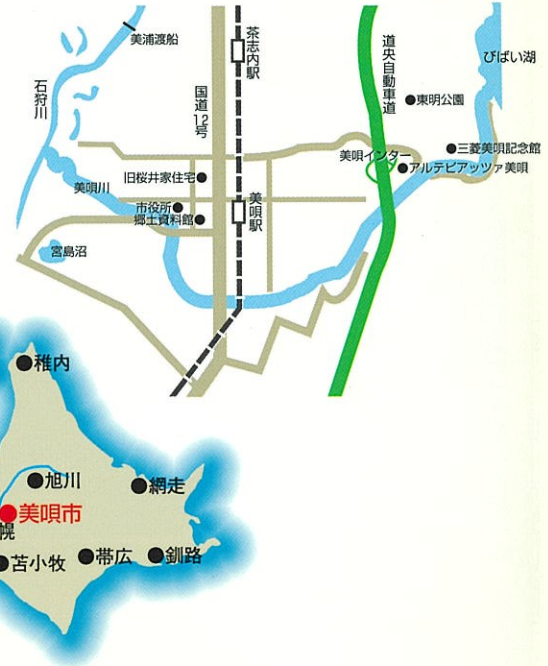 美浦渡船
茶志内駅
道央自動車道
びばい湖
石狩川
国道12号
東明公園
三菱美唄記念館
美唄インター
アルテピアッツァ美唄
旧桜井家住宅
美唄川
市役所
郷土資料館
美唄駅
宮島沼
稚内
旭川
網走
美唄市
幌
苫小牧
帯広
釧路